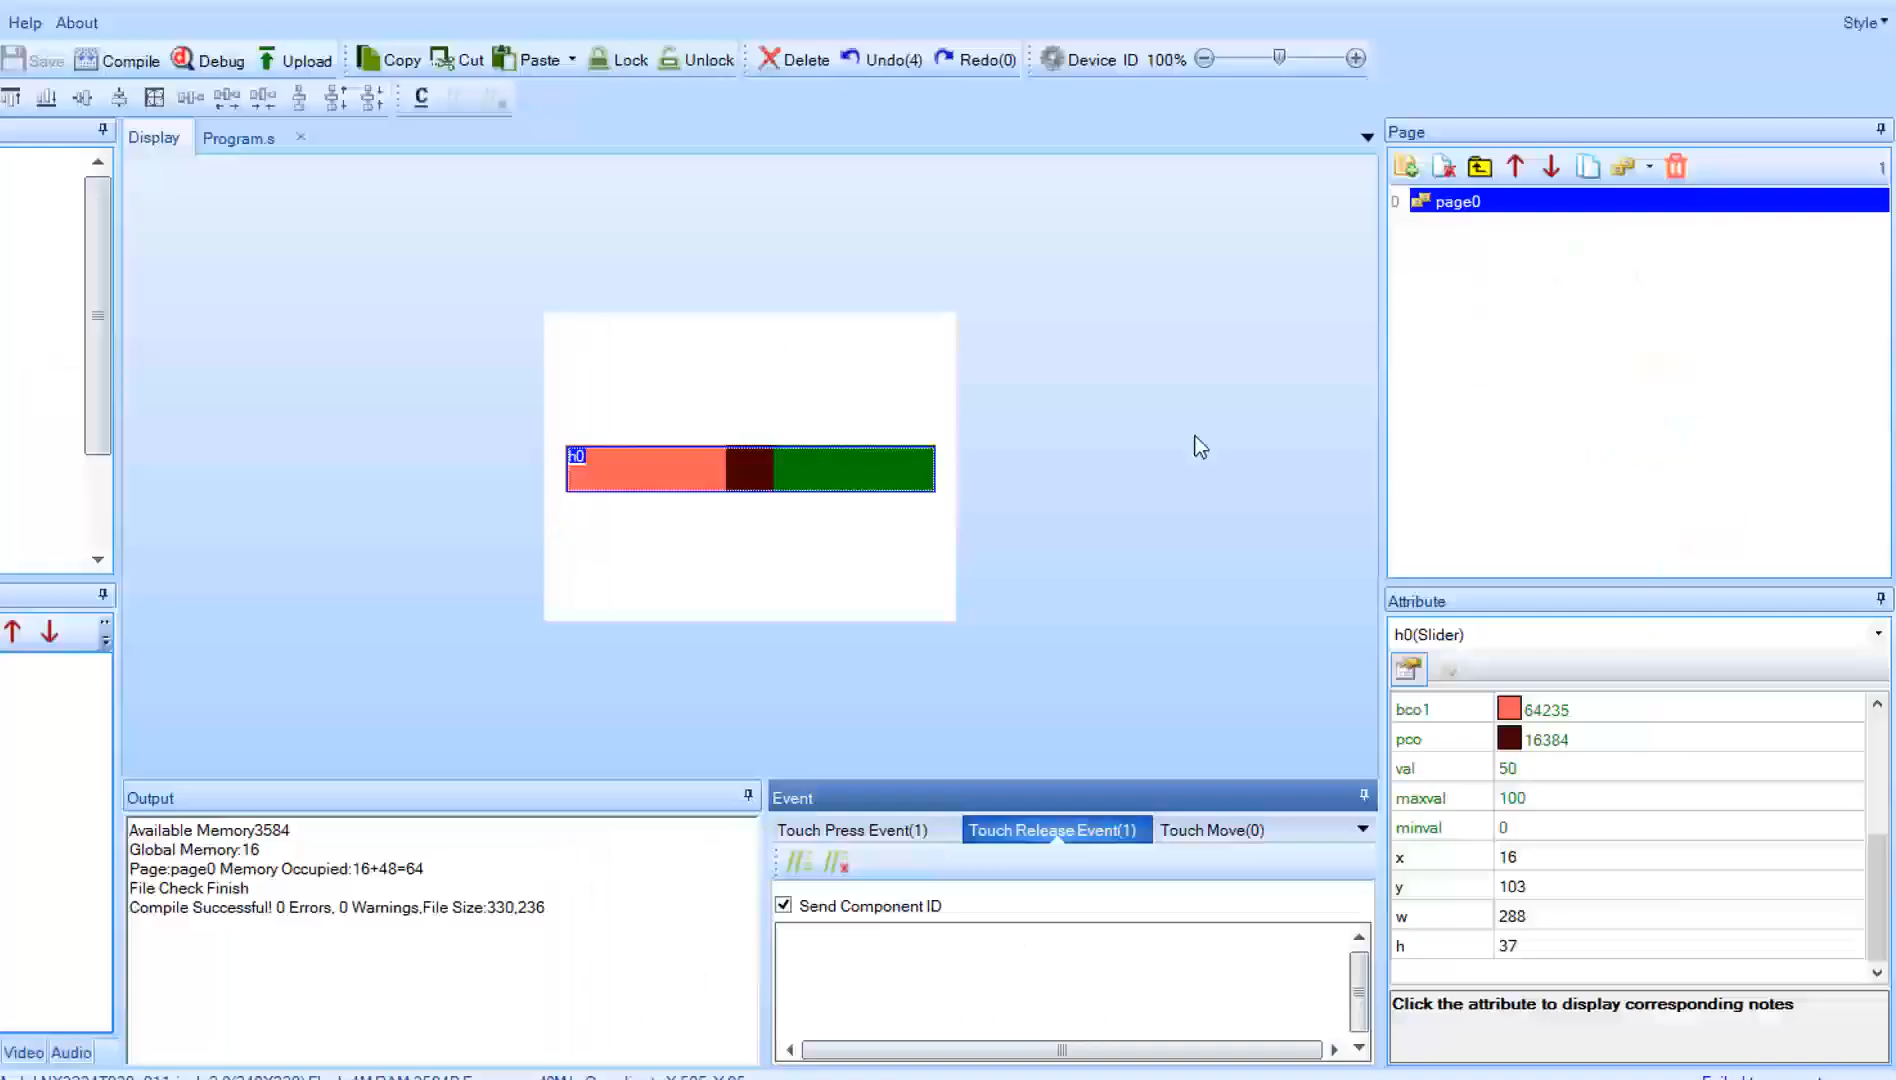 Help About Style
Save Compile Debug Upload Copy Cut Paste Lock Unlock Delete Undo(4) Redo(0) Device ID 100%
C
Display Program.s
Page
1
0 page0
h0
Attribute
h0(Slider)
bco1 64235
pco 16384
val 50
maxval 100
minval 0
x 16
y 103
w 288
h 37
Click the attribute to display corresponding notes
Output
Available Memory3584
Global Memory:16
Page:page0 Memory Occupied:16+48=64
File Check Finish
Compile Successful! 0 Errors, 0 Warnings,File Size:330,236
Event
Touch Press Event(1) Touch Release Event(1) Touch Move(0)
Send Component ID
Video Audio